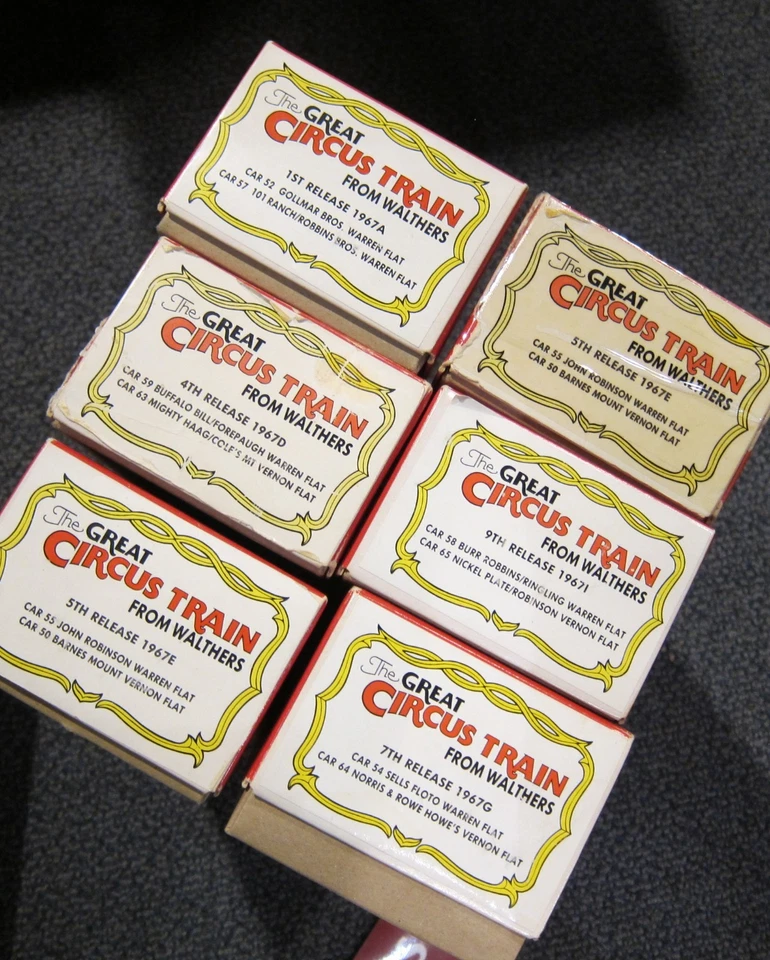 The GREAT
CIRCUS TRAIN
FROM WALTHERS
1ST RELEASE 1967A
CAR 52 GOLLMAR BROS. WARREN FLAT
CAR 57 101 RANCH/ROBBINS BROS. WARREN FLAT
The GREAT
CIRCUS TRAIN
FROM WALTHERS
5TH RELEASE 1967E
CAR 55 JOHN ROBINSON WARREN FLAT
CAR 50 BARNES MOUNT VERNON FLAT
The GREAT
CIRCUS TRAIN
FROM WALTHERS
4TH RELEASE 1967D
CAR 59 BUFFALO BILL/FOREPAUGH WARREN FLAT
CAR 63 MIGHTY HAAG/COLE'S MT VERNON FLAT
The GREAT
CIRCUS TRAIN
FROM WALTHERS
9TH RELEASE 1967I
CAR 58 BURR ROBBINS/RINGLING WARREN FLAT
CAR 65 NICKEL PLATE/ROBINSON VERNON FLAT
The GREAT
CIRCUS TRAIN
FROM WALTHERS
5TH RELEASE 1967E
CAR 55 JOHN ROBINSON WARREN FLAT
CAR 50 BARNES MOUNT VERNON FLAT
The GREAT
CIRCUS TRAIN
FROM WALTHERS
7TH RELEASE 1967G
CAR 54 SELLS FLOTO WARREN FLAT
CAR 64 NORRIS & ROWE HOWE'S VERNON FLAT